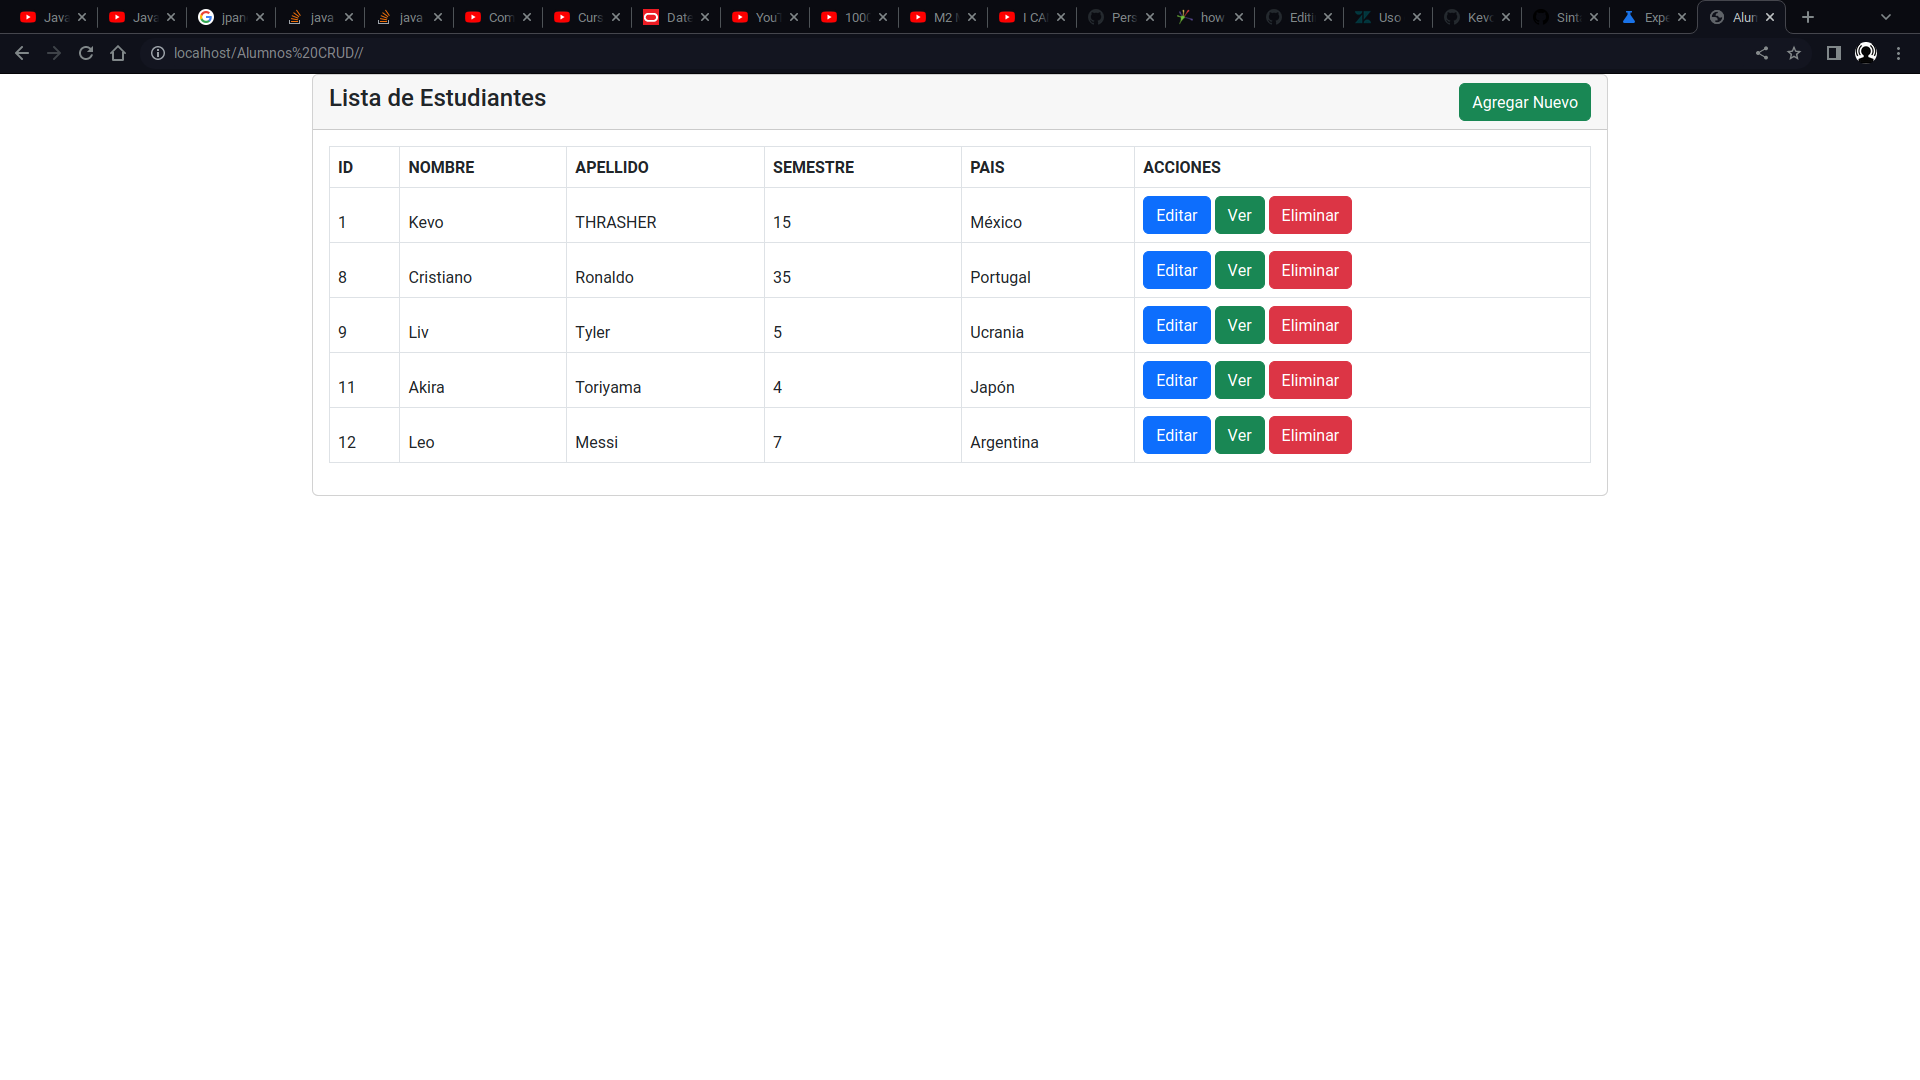 Java Java jpan java java Com Curs Date You 100 M2 I CA Pers how Editi Uso Kevo Sint Expe Alun
localhost/Alumnos%20CRUD//
Lista de Estudiantes Agregar Nuevo
ID NOMBRE APELLIDO SEMESTRE PAIS ACCIONES
1 Kevo THRASHER 15 México Editar Ver Eliminar
8 Cristiano Ronaldo 35 Portugal Editar Ver Eliminar
9 Liv Tyler 5 Ucrania Editar Ver Eliminar
11 Akira Toriyama 4 Japón Editar Ver Eliminar
12 Leo Messi 7 Argentina Editar Ver Eliminar